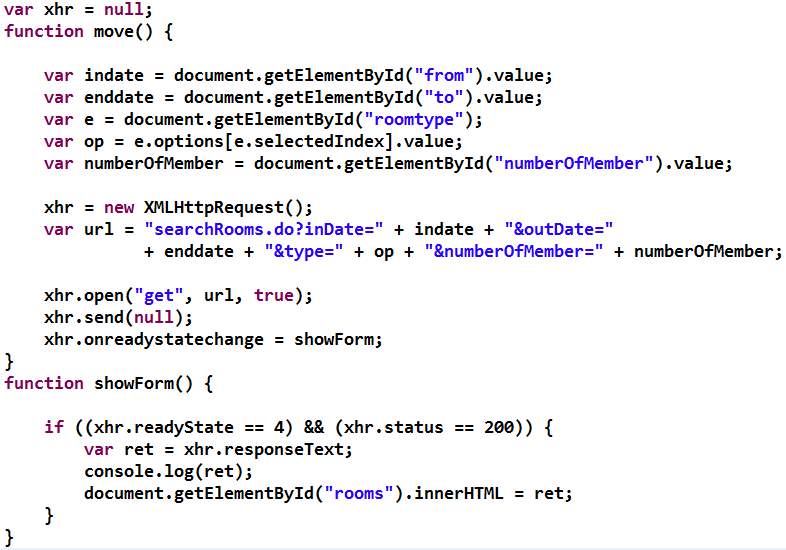 var xhr = null;
function move() {
var indate = document.getElementById("from").value;
var enddate = document.getElementById("to").value;
var e = document.getElementById("roomtype");
var op = e.options[e.selectedIndex].value;
var numberOfMember = document.getElementById("numberOfMember").value;
xhr = new XMLHttpRequest();
var url = "searchRooms.do?inDate=" + indate + "&outDate="
+ enddate + "&type=" + op + "&numberOfMember=" + numberOfMember;
xhr.open("get", url, true);
xhr.send(null);
xhr.onreadystatechange = showForm;
}
function showForm() {
if ((xhr.readyState == 4) && (xhr.status == 200)) {
var ret = xhr.responseText;
console.log(ret);
document.getElementById("rooms").innerHTML = ret;
}
}